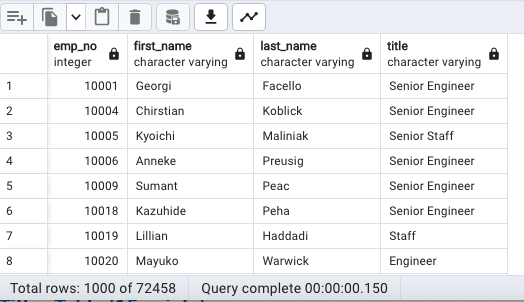 emp_no first_name last_name title
integer character varying character varying character varying
1 10001 Georgi Facello Senior Engineer
2 10004 Chirstian Koblick Senior Engineer
3 10005 Kyoichi Maliniak Senior Staff
4 10006 Anneke Preusig Senior Engineer
5 10009 Sumant Peac Senior Engineer
6 10018 Kazuhide Peha Senior Engineer
7 10019 Lillian Haddadi Staff
8 10020 Mayuko Warwick Engineer
Total rows: 1000 of 72458 Query complete 00:00:00.150